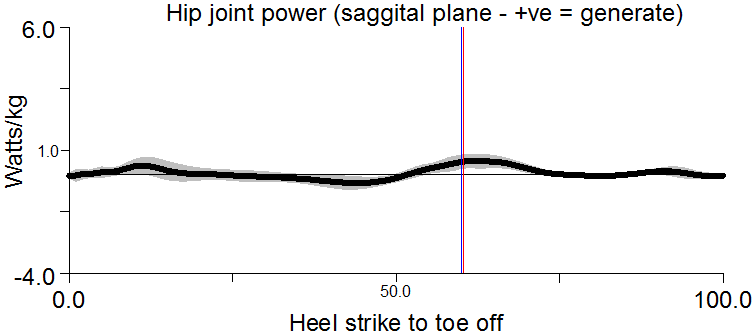 Hip joint power (saggital plane - +ve = generate)
6.0
Watts/kg
1.0
-4.0
0.0
50.0
100.0
Heel strike to toe off